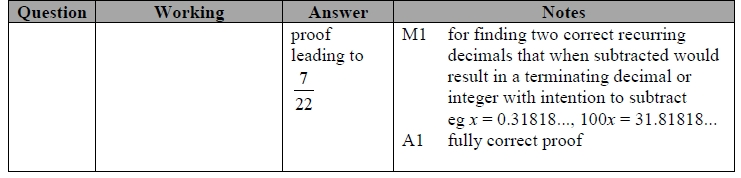 Question Working Answer Notes
proof M1 for finding two correct recurring
leading to decimals that when subtracted would
7 result in a terminating decimal or
22 integer with intention to subtract
eg x = 0.31818..., 100x = 31.81818...
A1 fully correct proof